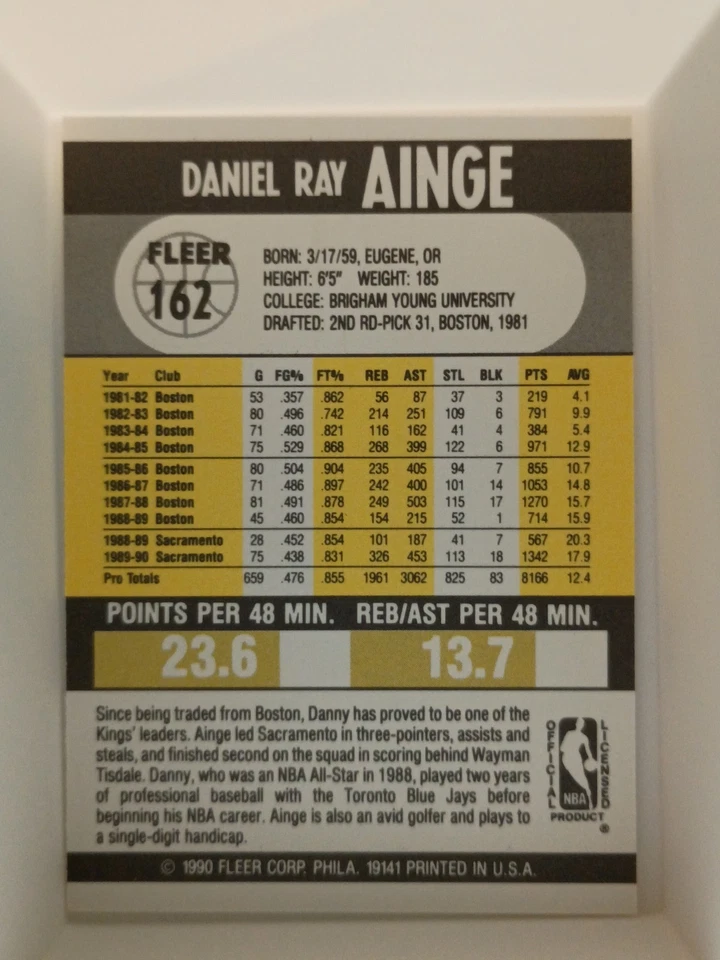 DANIEL RAY AINGE
FLEER
162
BORN: 3/17/59, EUGENE, OR
HEIGHT: 6'5" WEIGHT: 185
COLLEGE: BRIGHAM YOUNG UNIVERSITY
DRAFTED: 2ND RD-PICK 31, BOSTON, 1981
Year Club G FG% FT% REB AST STL BLK PTS AVG
1981-82 Boston 53 .357 .862 56 87 37 3 219 4.1
1982-83 Boston 80 .496 .742 214 251 109 6 791 9.9
1983-84 Boston 71 .460 .821 116 162 41 4 384 5.4
1984-85 Boston 75 .529 .868 268 399 122 6 971 12.9
1985-86 Boston 80 .504 .904 235 405 94 7 855 10.7
1986-87 Boston 71 .486 .897 242 400 101 14 1053 14.8
1987-88 Boston 81 .491 .878 249 503 115 17 1270 15.7
1988-89 Boston 45 .460 .854 154 215 52 1 714 15.9
1988-89 Sacramento 28 .452 .854 101 187 41 7 567 20.3
1989-90 Sacramento 75 .438 .831 326 453 113 18 1342 17.9
Pro Totals 659 .476 .855 1961 3062 825 83 8166 12.4
POINTS PER 48 MIN. REB/AST PER 48 MIN.
23.6 13.7
Since being traded from Boston, Danny has proved to be one of the
Kings' leaders. Ainge led Sacramento in three-pointers, assists and
steals, and finished second on the squad in scoring behind Wayman
Tisdale. Danny, who was an NBA All-Star in 1988, played two years
of professional baseball with the Toronto Blue Jays before
beginning his NBA career. Ainge is also an avid golfer and plays to
a single-digit handicap.
OFFICIAL
NBA
LICENSED
PRODUCT
®
© 1990 FLEER CORP. PHILA. 19141 PRINTED IN U.S.A.